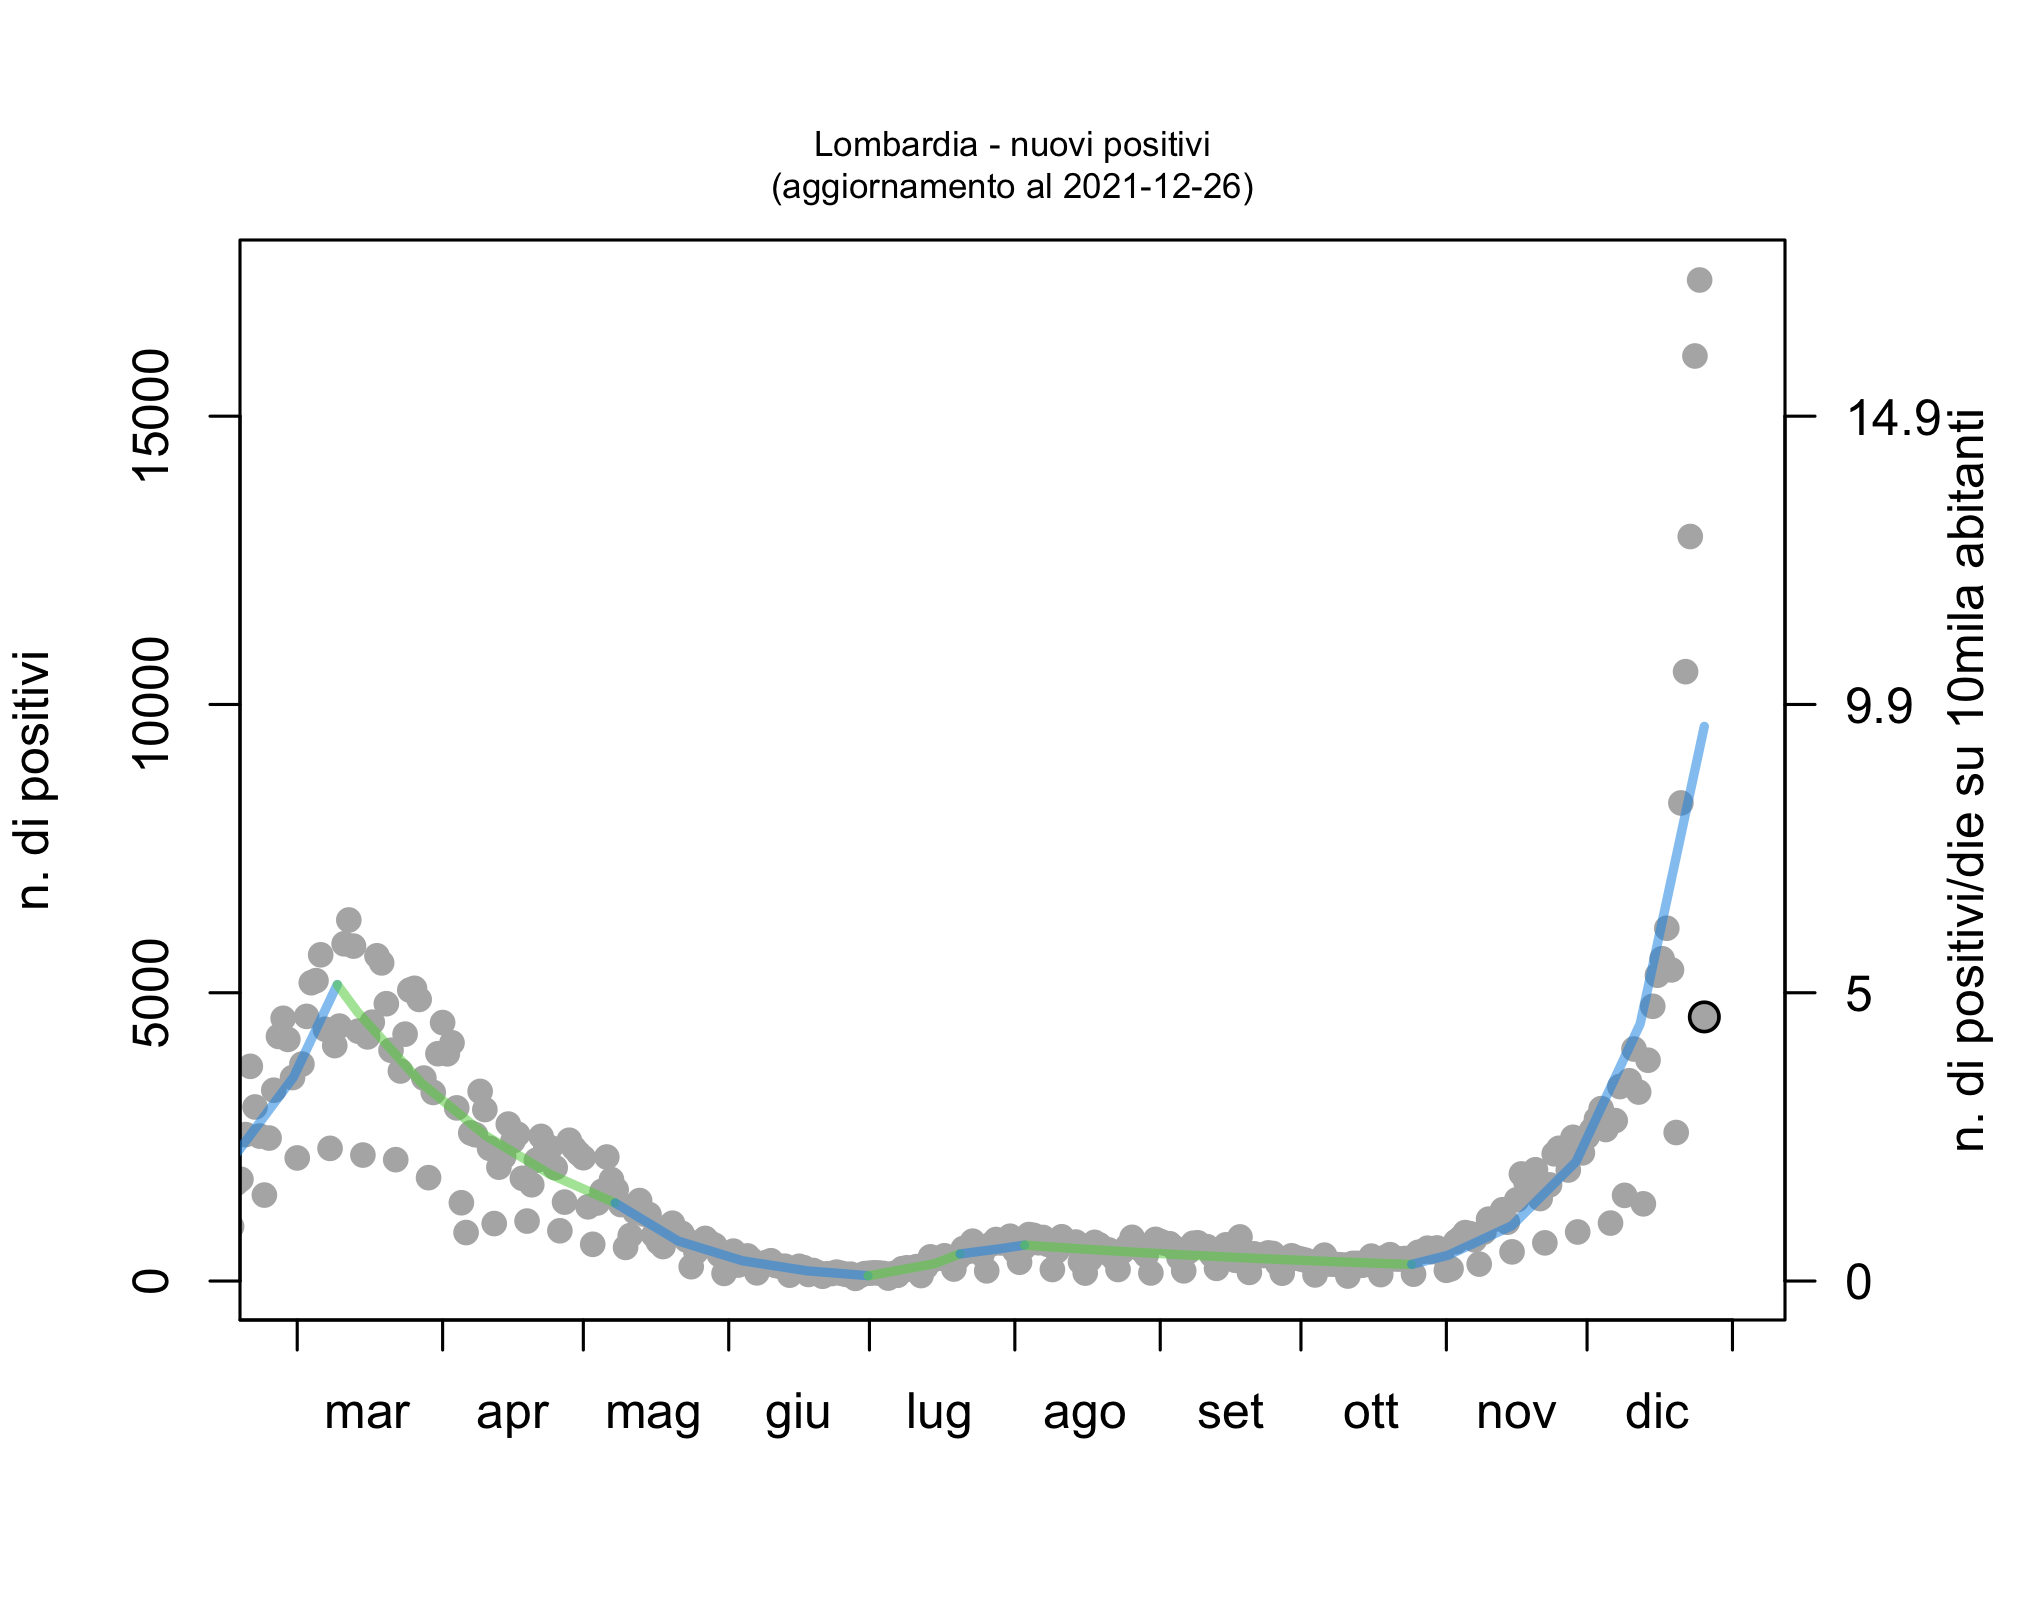 Lombardia - nuovi positivi
(aggiornamento al 2021-12-26)
n. di positivi
15000
10000
5000
0
14.9
9.9
5
0
n. di positivi/die su 10mila abitanti
mar apr mag giu lug ago set ott nov dic